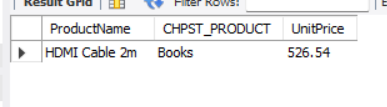 Result Grid Filter Rows:
ProductName CHPST_PRODUCT UnitPrice
HDMI Cable 2m Books 526.54